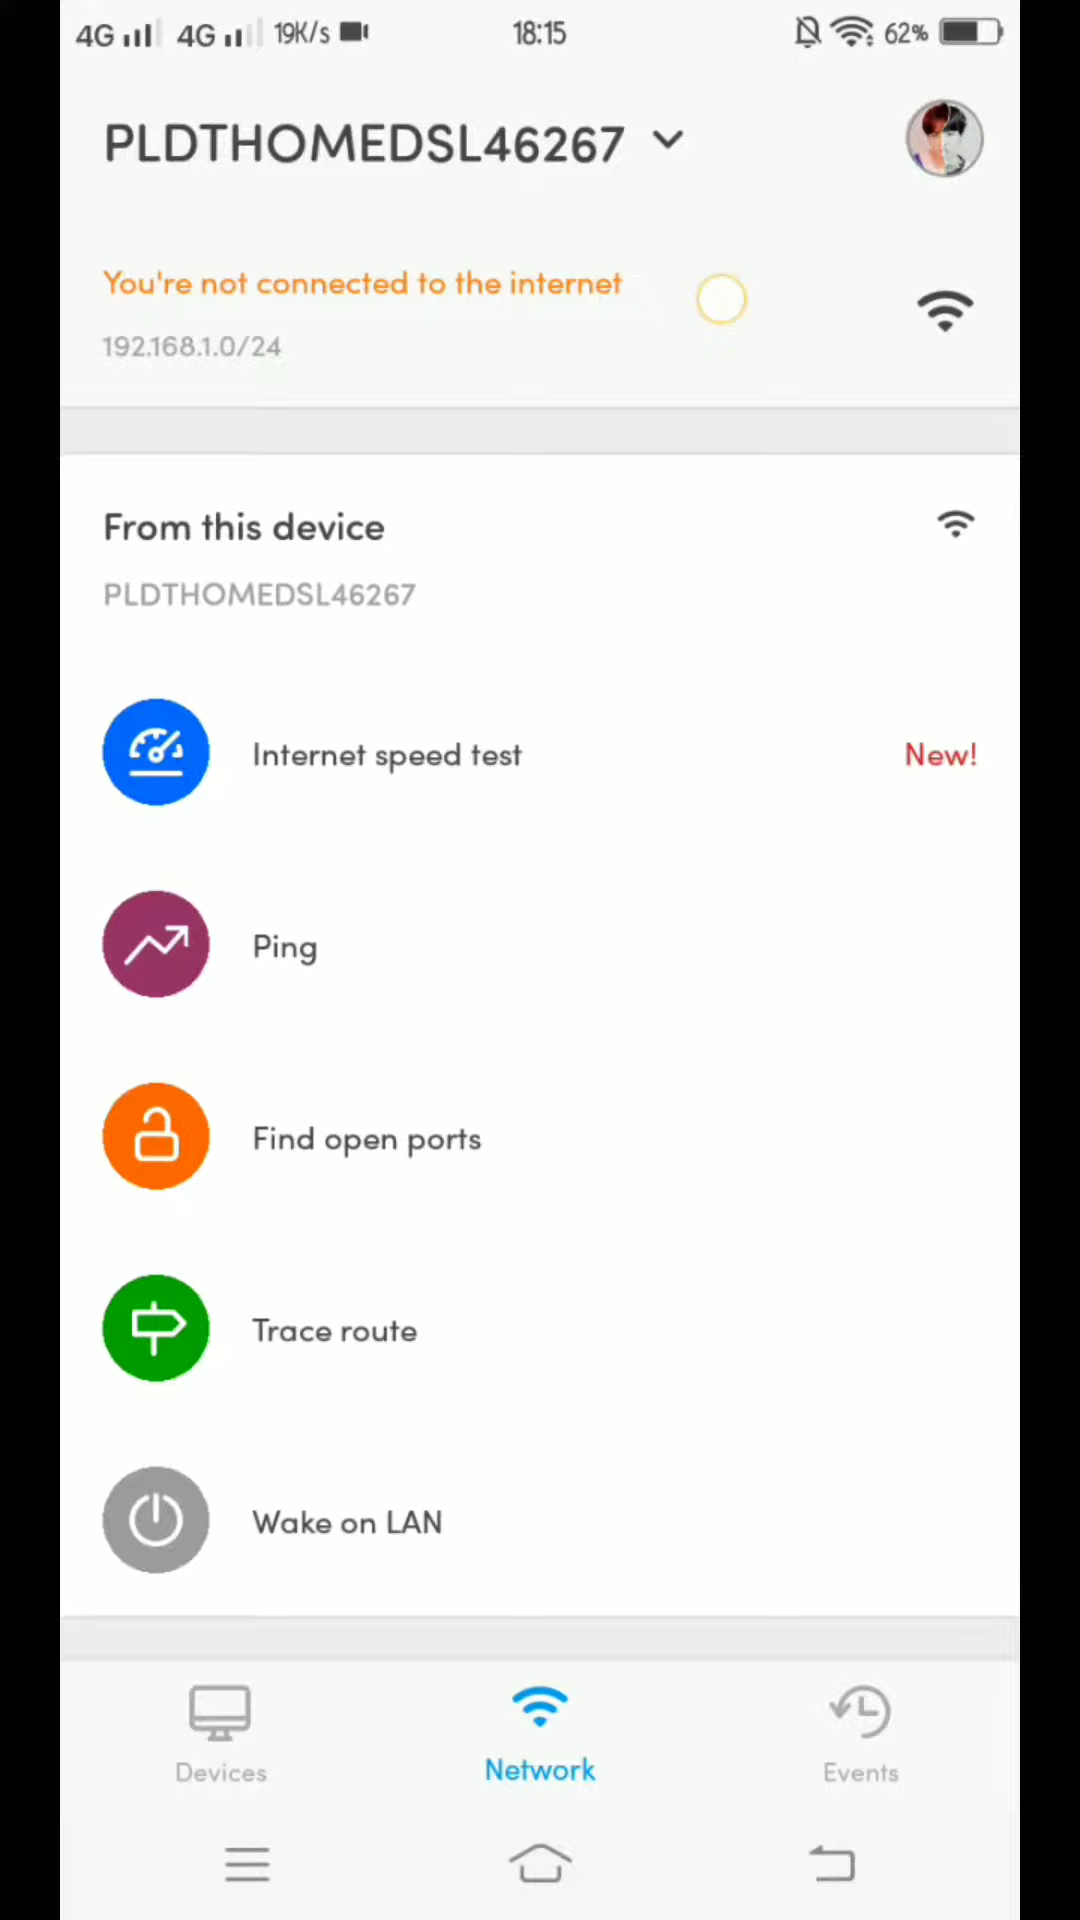 4G 4G 19K/s 18:15 62%
PLDTHOMEDSL46267
You're not connected to the internet
192.168.1.0/24
From this device
PLDTHOMEDSL46267
Internet speed test New!
Ping
Find open ports
Trace route
Wake on LAN
Devices Network Events